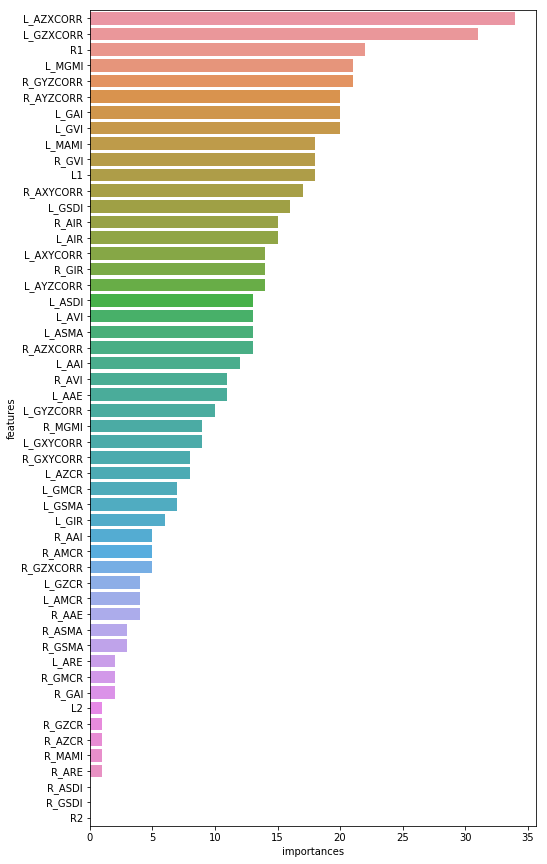 L_AZXCORR
L_GZXCORR
R1
L_MGMI
R_GYZCORR
R_AYZCORR
L_GAI
L_GVI
L_MAMI
R_GVI
L1
R_AXYCORR
L_GSDI
R_AIR
L_AIR
L_AXYCORR
R_GIR
L_AYZCORR
L_ASDI
L_AVI
L_ASMA
R_AZXCORR
L_AAI
R_AVI
L_AAE
L_GYZCORR
R_MGMI
L_GXYCORR
R_GXYCORR
L_AZCR
L_GMCR
L_GSMA
L_GIR
R_AAI
R_AMCR
R_GZXCORR
L_GZCR
L_AMCR
R_AAE
R_ASMA
R_GSMA
L_ARE
R_GMCR
R_GAI
L2
R_GZCR
R_AZCR
R_MAMI
R_ARE
R_ASDI
R_GSDI
R2
features
0 5 10 15 20 25 30 35
importances